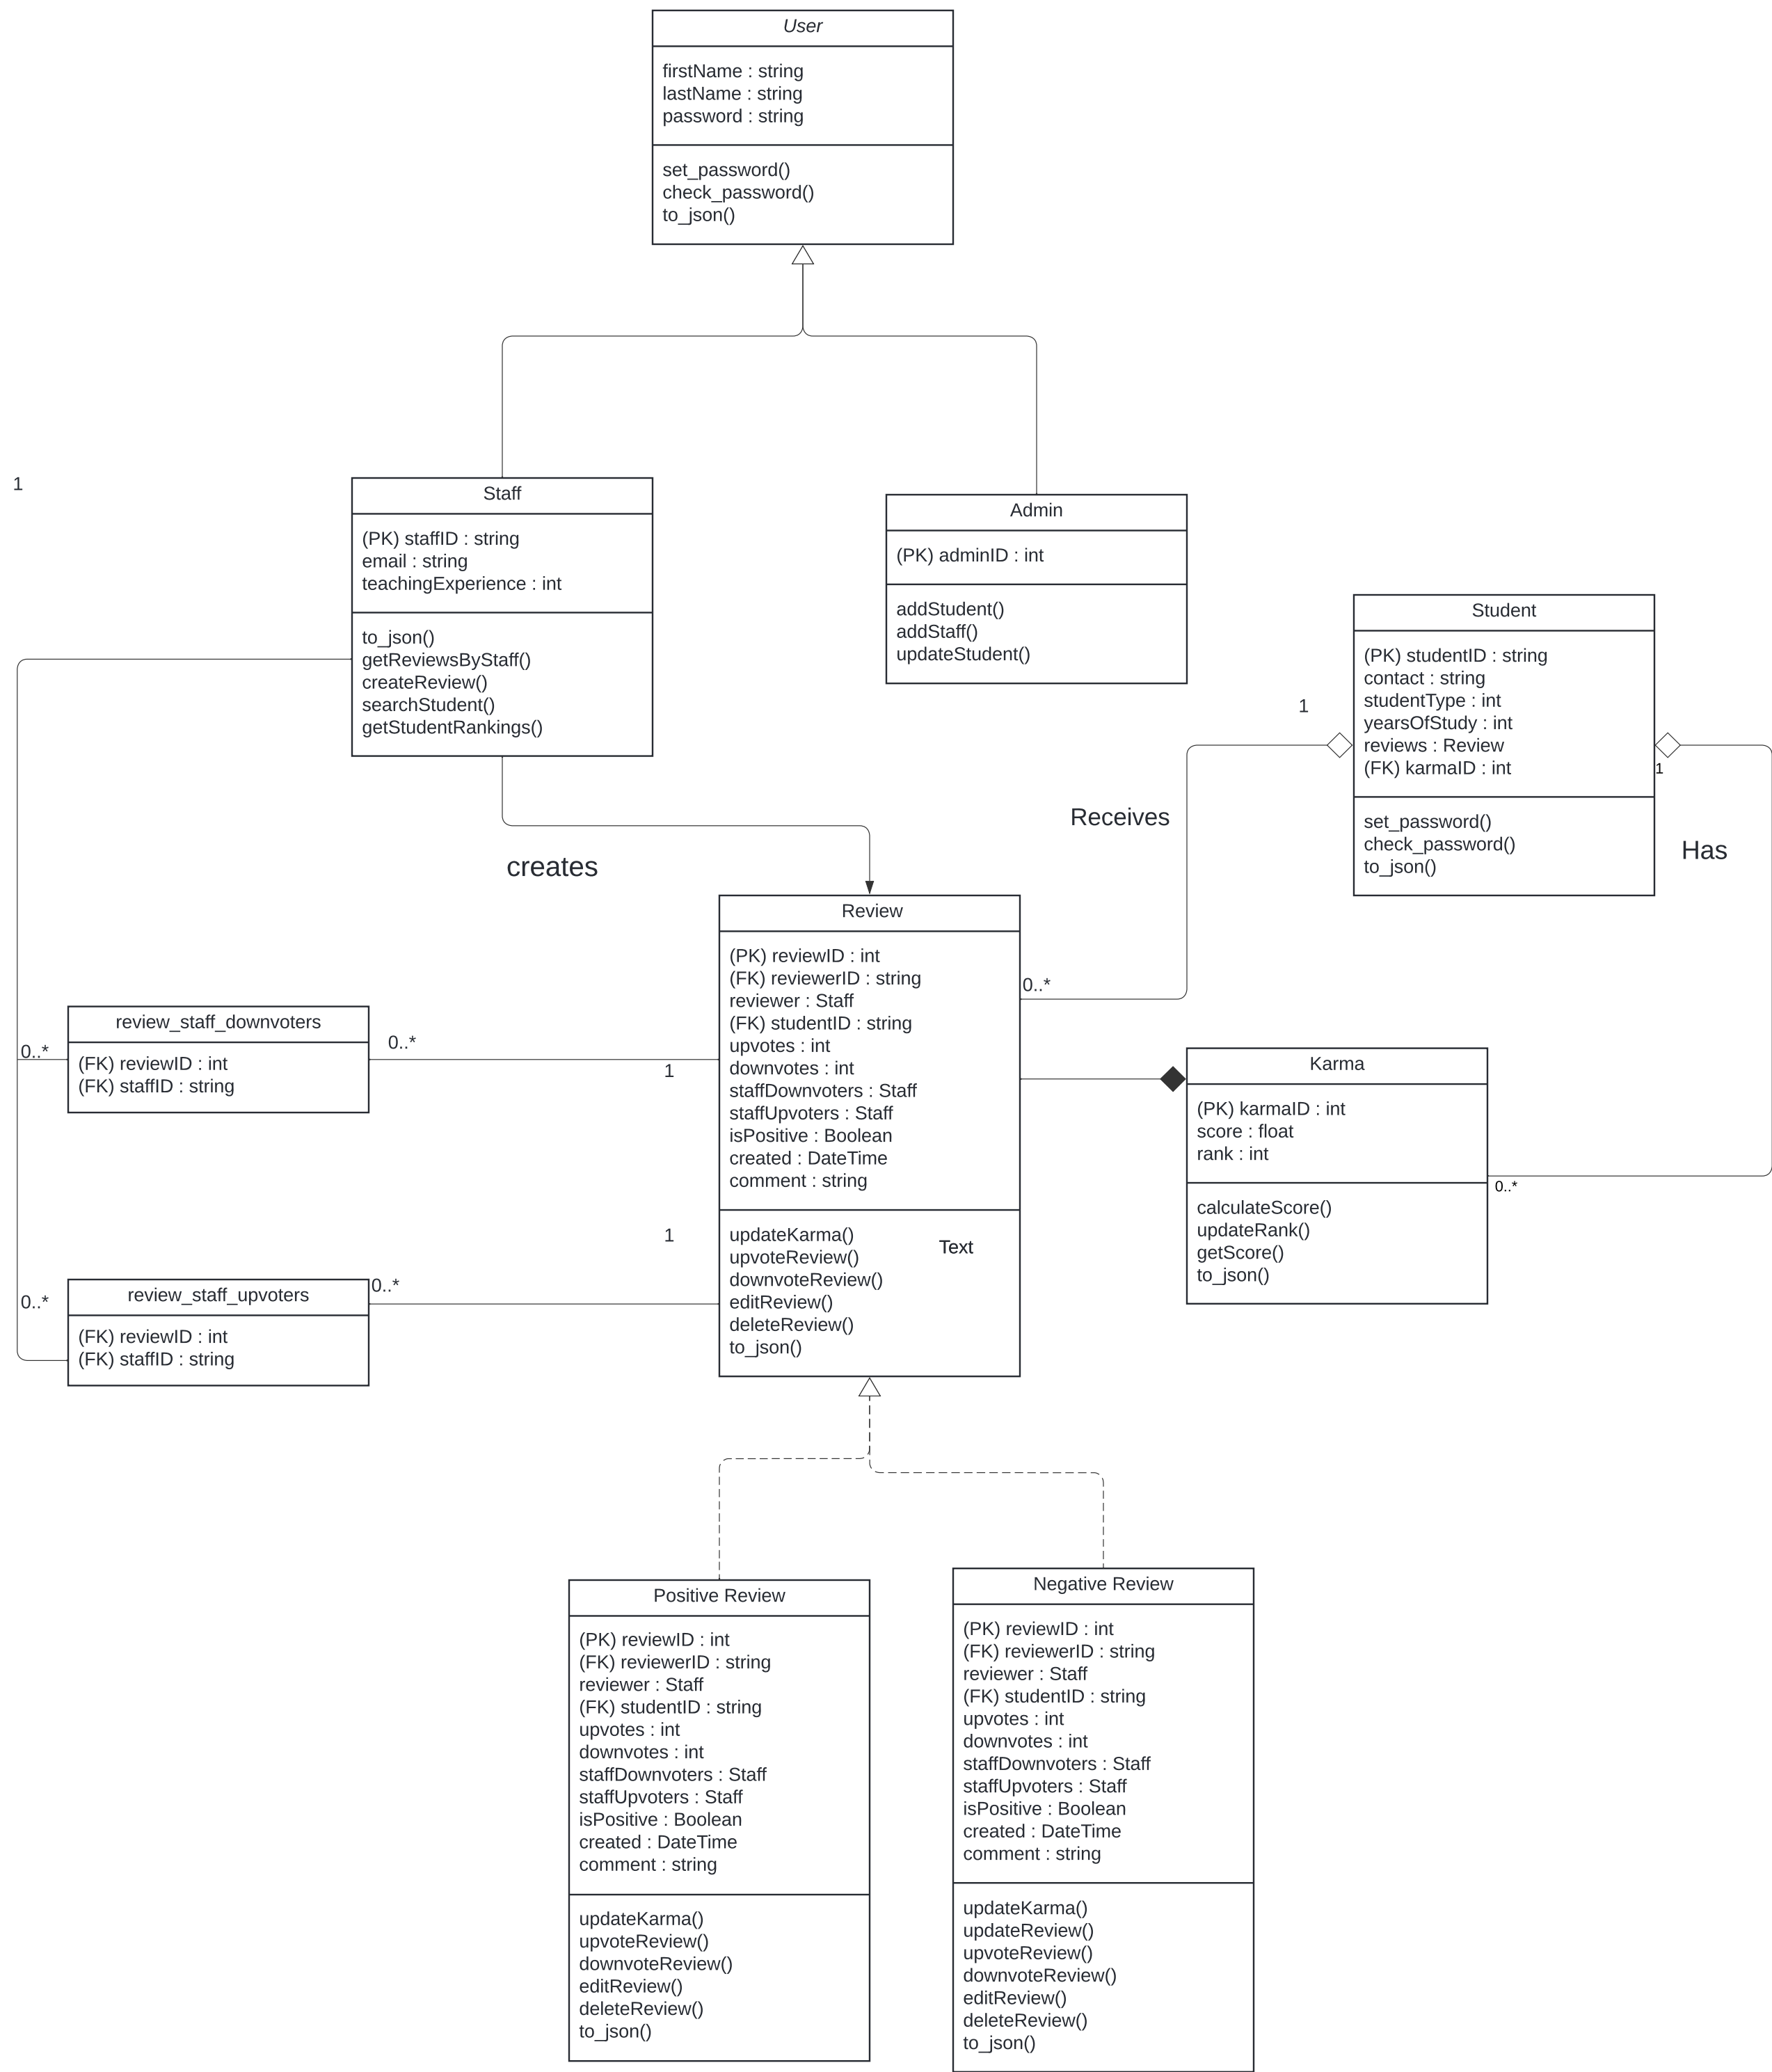 User
firstName : string
lastName : string
password : string
set_password()
check_password()
to_json()
1
Staff
(PK) staffID : string
email : string
teachingExperience : int
to_json()
getReviewsByStaff()
createReview()
searchStudent()
getStudentRankings()
Admin
(PK) adminID : int
addStudent()
addStaff()
updateStudent()
Student
(PK) studentID : string
contact : string
studentType : int
yearsOfStudy : int
reviews : Review
(FK) karmaID : int
set_password()
check_password()
to_json()
1
1
Receives
Has
creates
Review
(PK) reviewID : int
(FK) reviewerID : string
reviewer : Staff
(FK) studentID : string
upvotes : int
downvotes : int
staffDownvoters : Staff
staffUpvoters : Staff
isPositive : Boolean
created : DateTime
comment : string
updateKarma()
upvoteReview()
downvoteReview()
editReview()
deleteReview()
to_json()
Text
0..*
review_staff_downvoters
(FK) reviewID : int
(FK) staffID : string
0..*
0..*
1
Karma
(PK) karmaID : int
score : float
rank : int
calculateScore()
updateRank()
getScore()
to_json()
0..*
1
review_staff_upvoters
(FK) reviewID : int
(FK) staffID : string
0..*
0..*
Positive Review
(PK) reviewID : int
(FK) reviewerID : string
reviewer : Staff
(FK) studentID : string
upvotes : int
downvotes : int
staffDownvoters : Staff
staffUpvoters : Staff
isPositive : Boolean
created : DateTime
comment : string
updateKarma()
upvoteReview()
downvoteReview()
editReview()
deleteReview()
to_json()
Negative Review
(PK) reviewID : int
(FK) reviewerID : string
reviewer : Staff
(FK) studentID : string
upvotes : int
downvotes : int
staffDownvoters : Staff
staffUpvoters : Staff
isPositive : Boolean
created : DateTime
comment : string
updateKarma()
updateReview()
upvoteReview()
downvoteReview()
editReview()
deleteReview()
to_json()